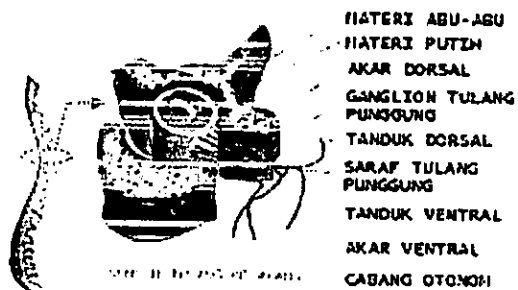 MATERI ABU-ABU
MATERI PUTIH
AKAR DORSAL
GANGLION TULANG
PUNGGUNG
TANDUK DORSAL
SARAF TULANG
PUNGGUNG
TANDUK VENTRAL
AKAR VENTRAL
CABANG OTONOM